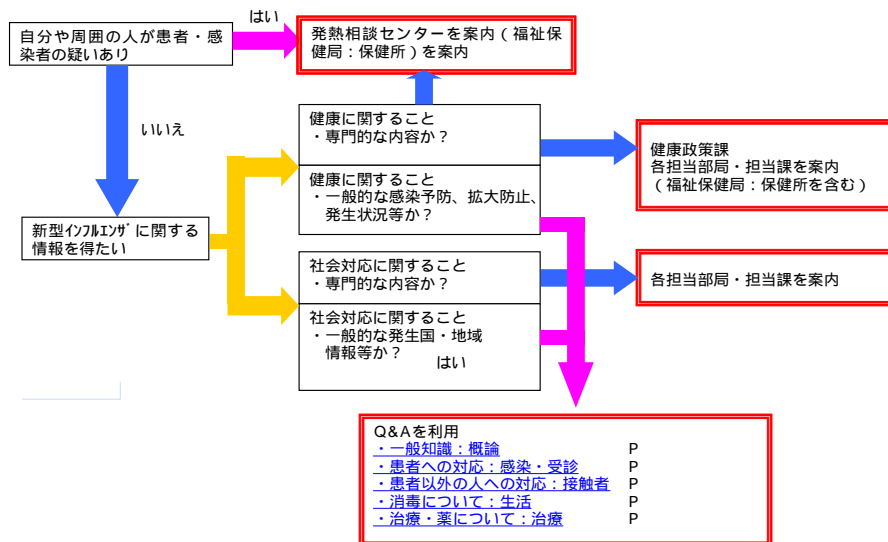 はい
自分や周囲の人が患者・感
染者の疑いあり
発熱相談センターを案内（福祉保
健局：保健所）を案内
いいえ
健康に関すること
・専門的な内容か？
健康に関すること
・一般的な感染予防、拡大防止、
発生状況等か？
健康政策課
各担当部局・担当課を案内
（福祉保健局：保健所を含む）
新型ｲﾝﾌﾙｴﾝｻﾞに関する
情報を得たい
社会対応に関すること
・専門的な内容か？
社会対応に関すること
・一般的な発生国・地域
情報等か？
はい
各担当部局・担当課を案内
Q&Aを利用
・一般知識：概論 P
・患者への対応：感染・受診 P
・患者以外の人への対応：接触者 P
・消毒について：生活 P
・治療・薬について：治療 P